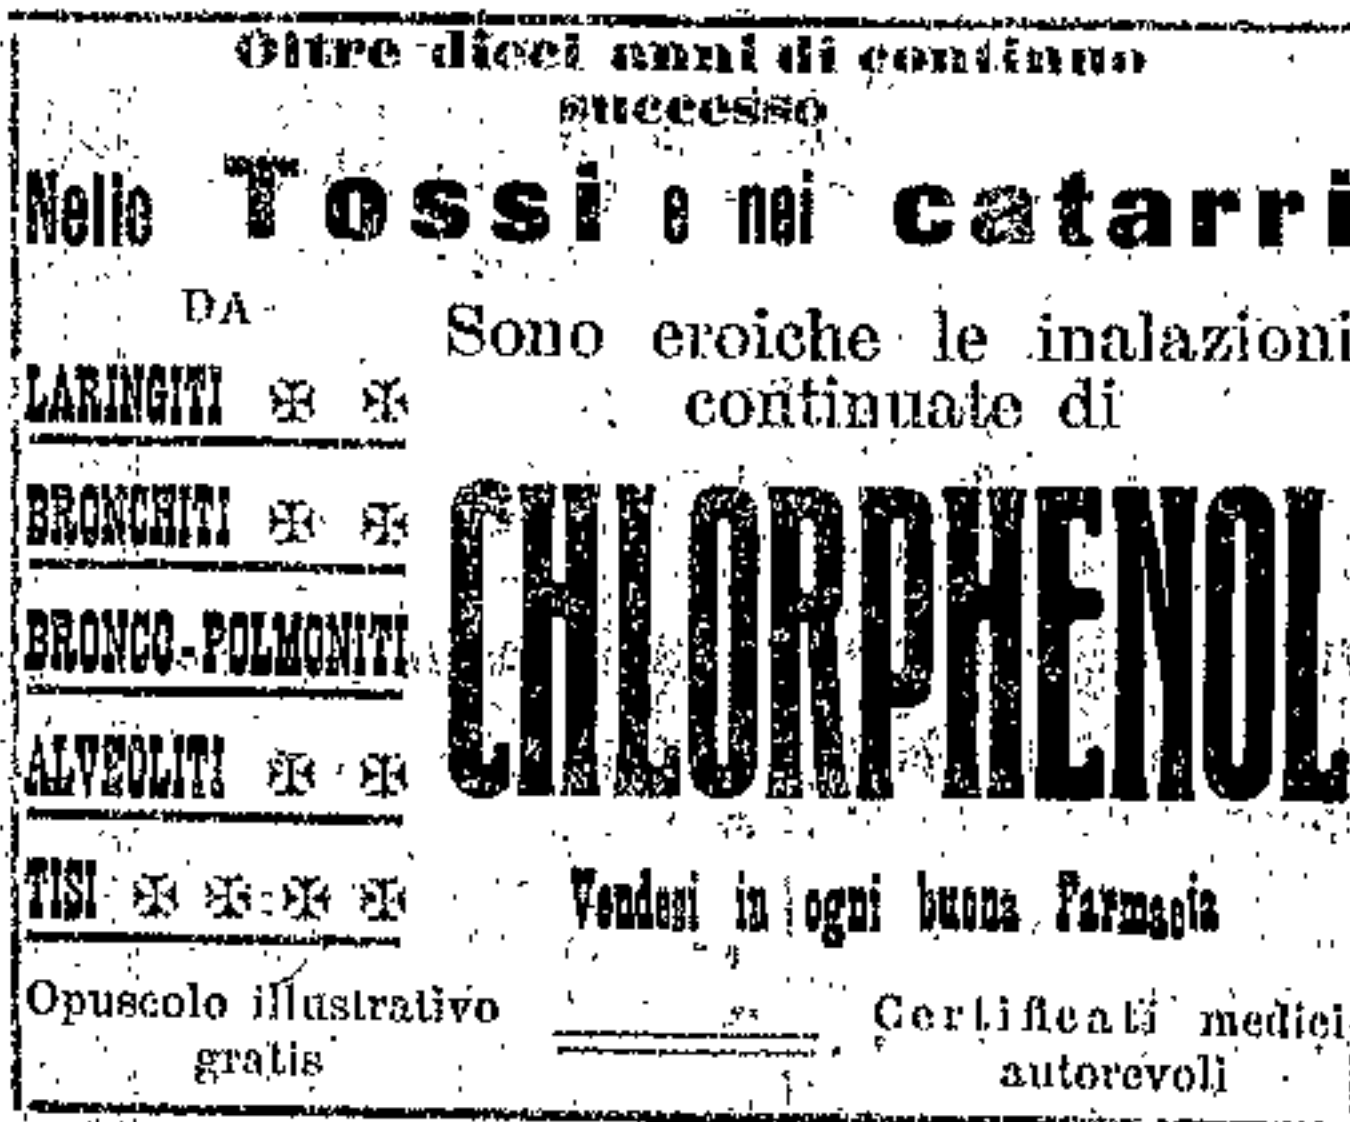 Oltre dieci anni di continuo
successo
Nelle Tossi e nei catarri
DA
LARINGITI
BRONCHITI
BRONCO-POLMONITI
ALVEOLITI
TISI
Sono eroiche le inalazioni
continuate di
CHLORPHENOL
Vendesi in ogni buona Farmacia
Opuscolo illustrativo
gratis
Certificati medici
autorevoli